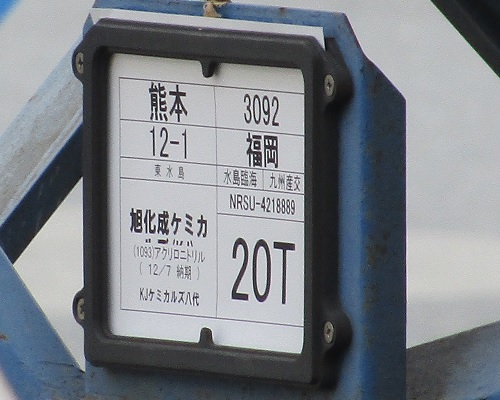 熊本 3092
12-1 福岡
東水島 水島臨海 九州産交
NRSU-4218889
旭化成ケミカ
(1093)アクリロニトリル
( 12/7 納期 )
20T
KJケミカルズ八代